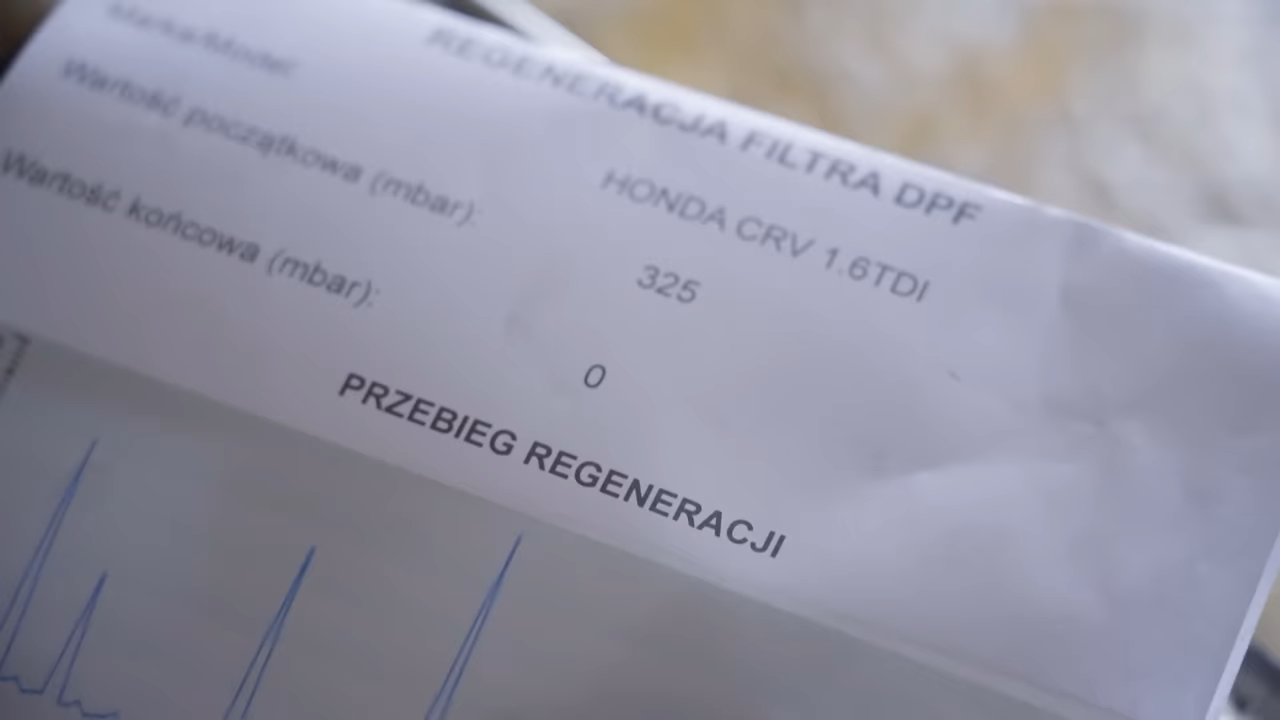 REGENERACJA FILTRA DPF
Marka/Model: HONDA CRV 1.6TDI
Wartość początkowa (mbar): 325
Wartość końcowa (mbar): 0
PRZEBIEG REGENERACJI